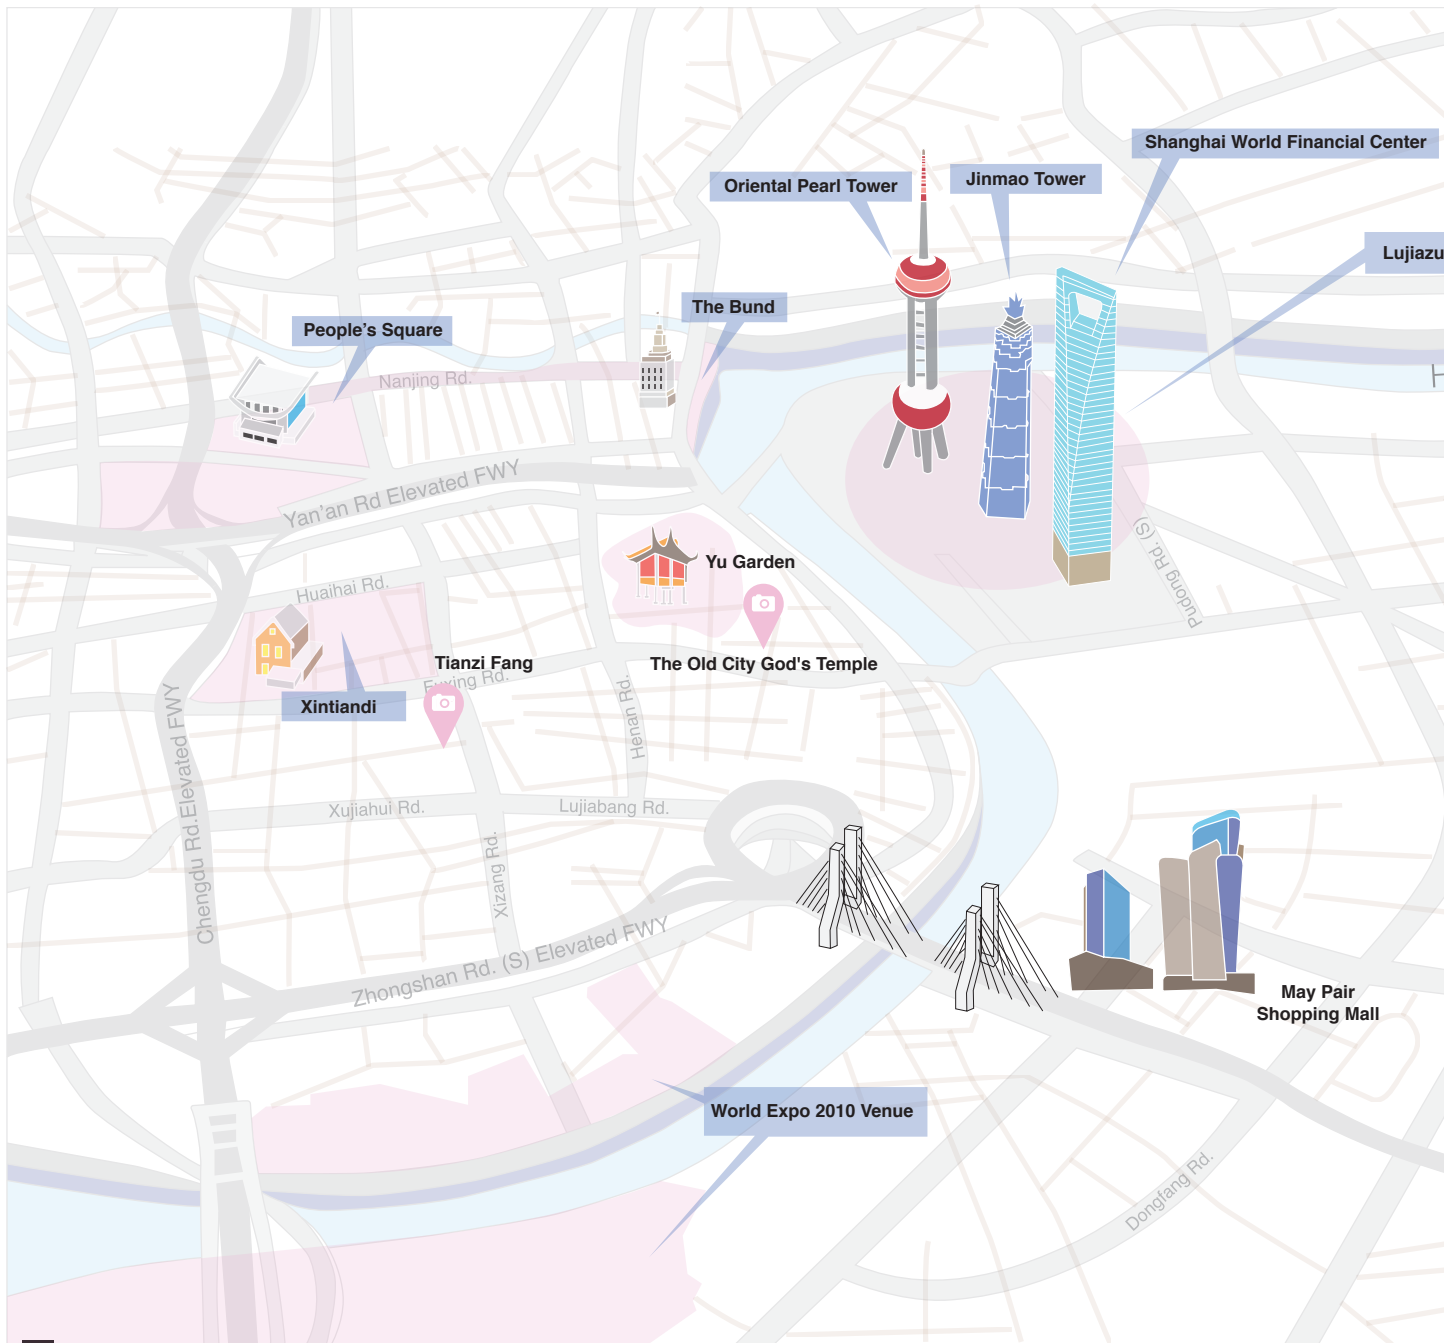 Shanghai World Financial Center
Oriental Pearl Tower
Jinmao Tower
The Bund
People's Square
Nanjing Rd.
Yan'an Rd Elevated FWY
Yu Garden
Huaihai Rd.
Pudong Rd. (S)
Tianzi Fang
The Old City God's Temple
Fuxing Rd.
Xintiandi
Henan Rd.
Chengdu Rd.Elevated FWY
Xujiahui Rd.
Lujiabang Rd.
Xizang Rd.
Zhongshan Rd. (S) Elevated FWY
May Pair
Shopping Mall
World Expo 2010 Venue
Dongfang Rd.